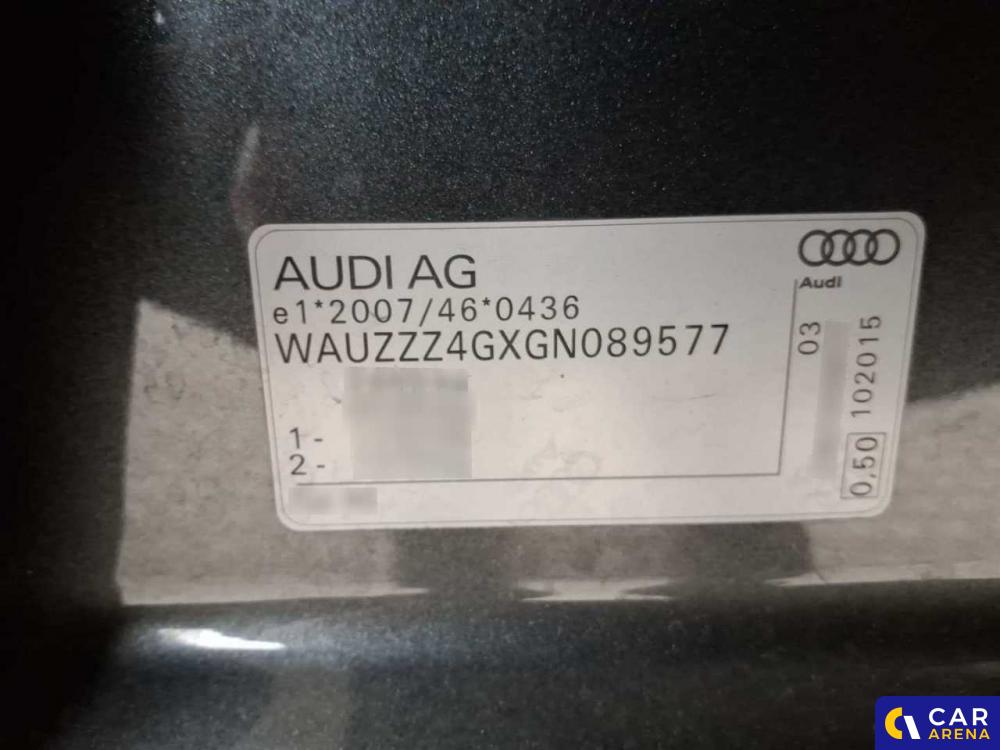 AUDI AG
e1*2007/46*0436
WAUZZZ4GXGN089577
1 -
2 -
Audi
03
0,50 102015
CAR
ARENA